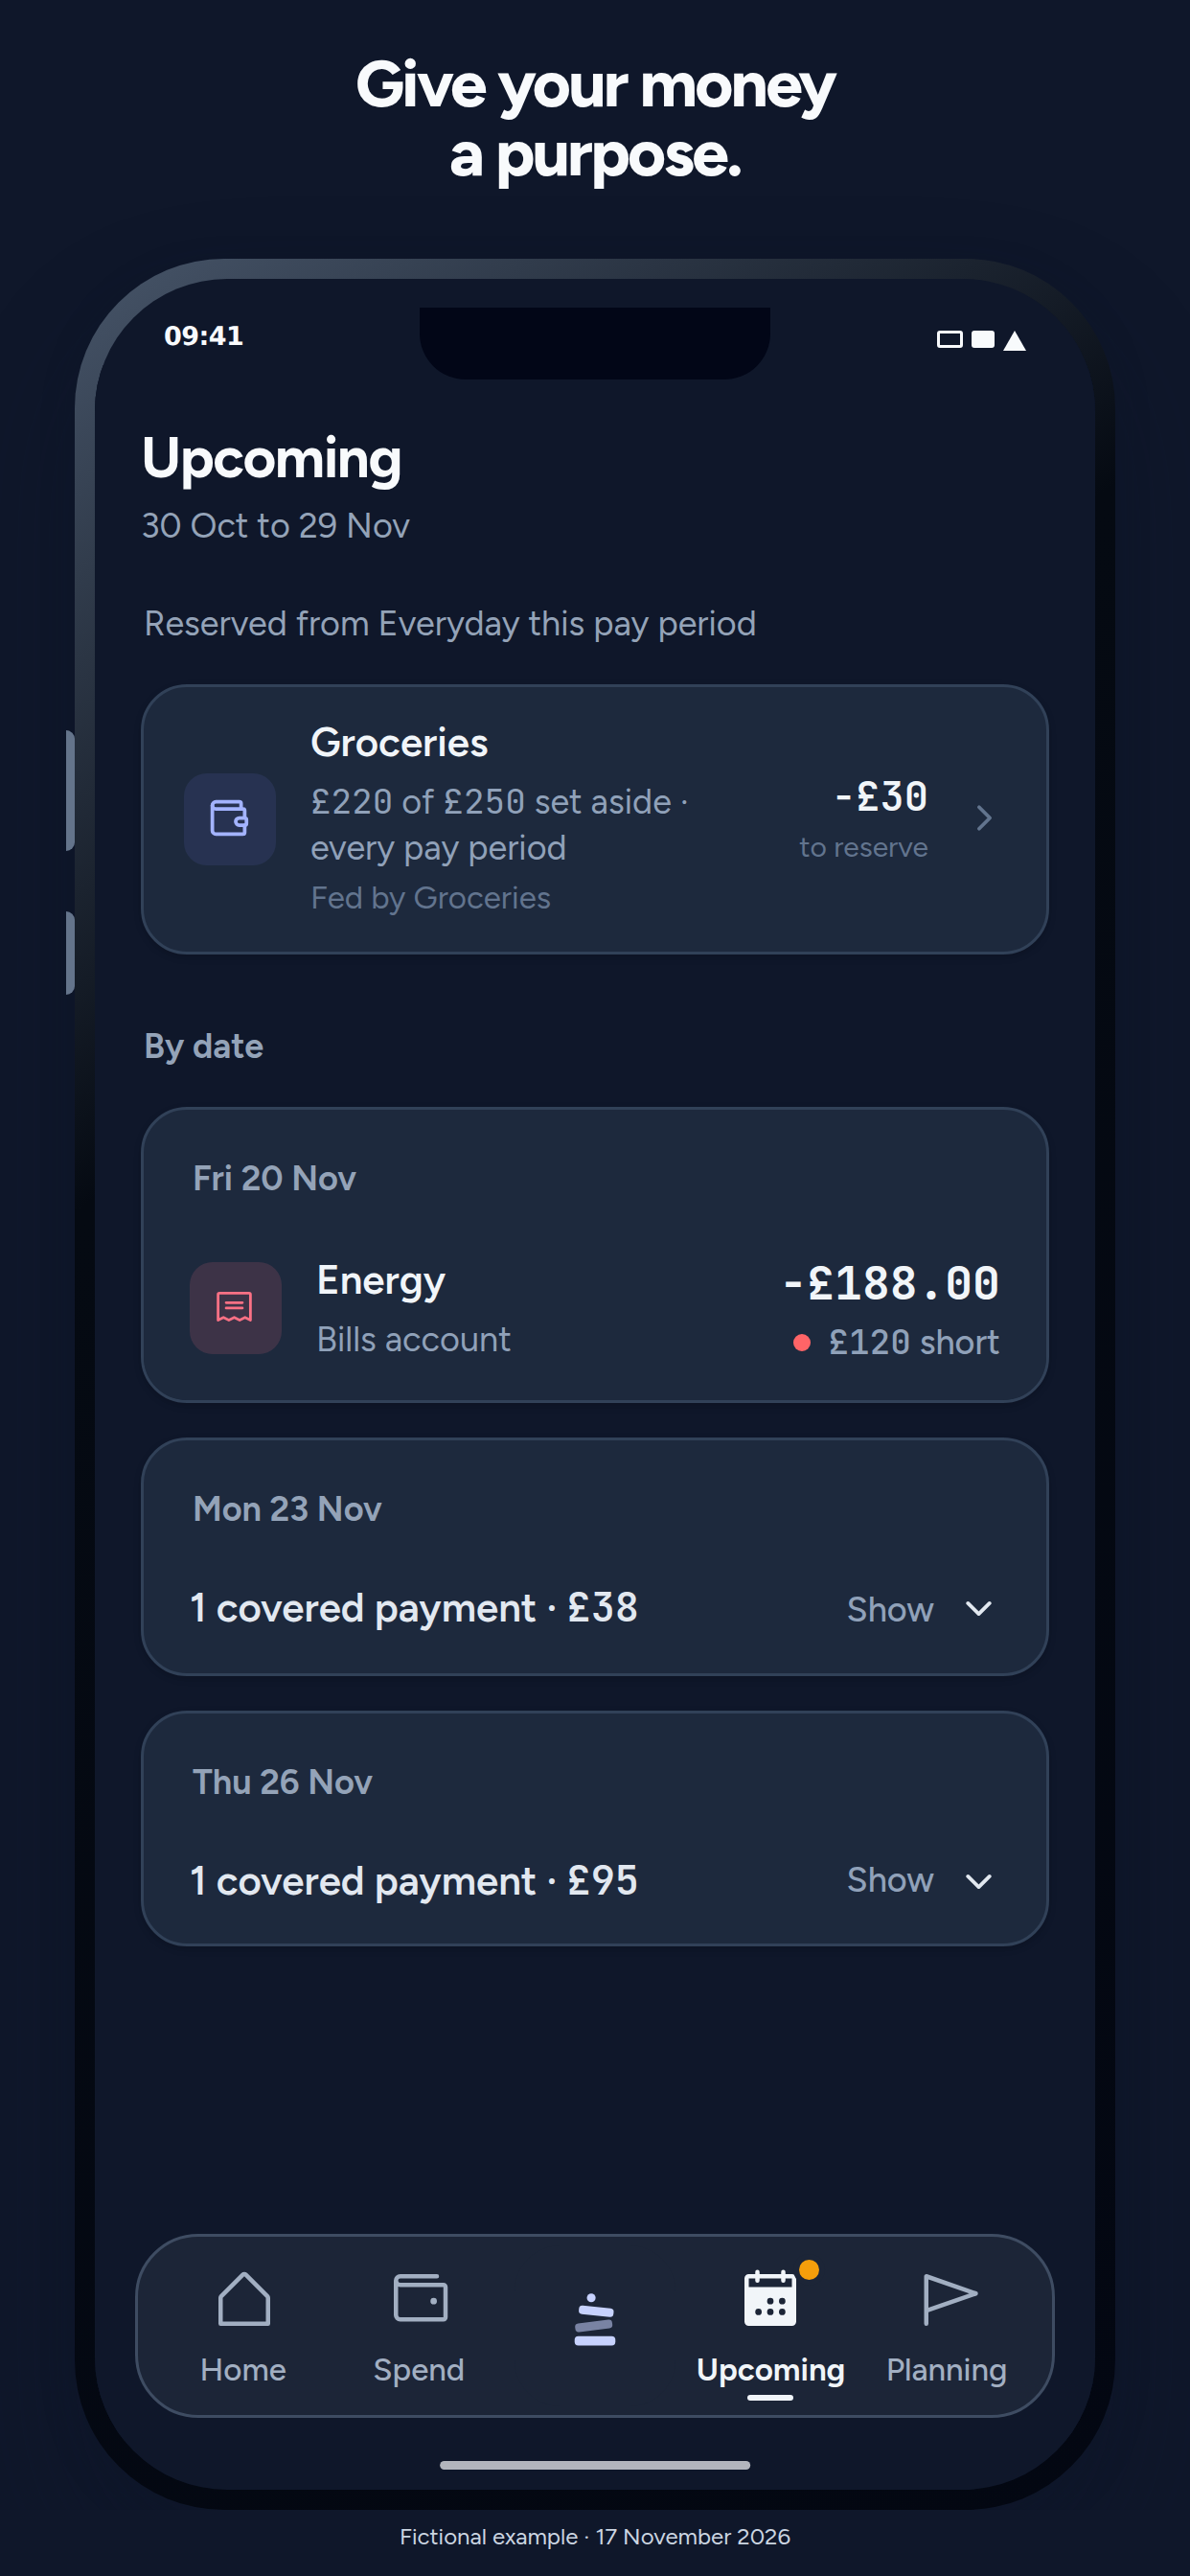 Give your money
a purpose.
09:41
Upcoming
30 Oct to 29 Nov
Reserved from Everyday this pay period
Groceries
£220 of £250 set aside ·
every pay period
Fed by Groceries
-£30
to reserve
By date
Fri 20 Nov
Energy
Bills account
-£188.00
£120 short
Mon 23 Nov
1 covered payment · £38
Show
Thu 26 Nov
1 covered payment · £95
Show
Home
Spend
Upcoming
Planning
Fictional example · 17 November 2026